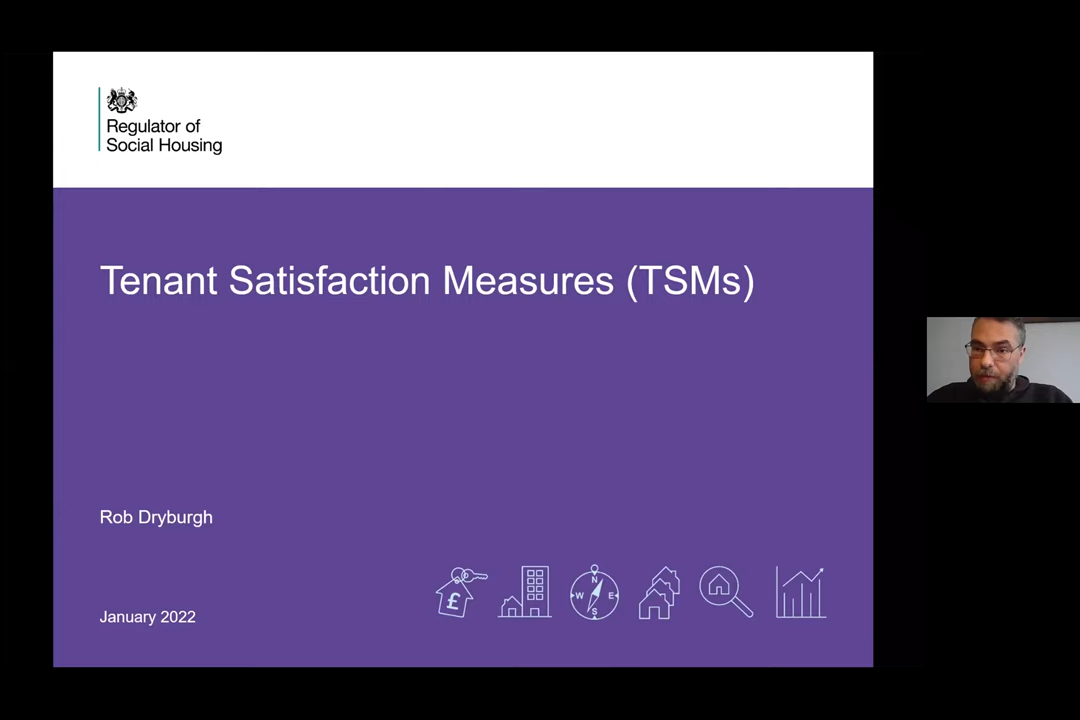 Regulator of
Social Housing
Tenant Satisfaction Measures (TSMs)
Rob Dryburgh
January 2022
£
N
W E
S